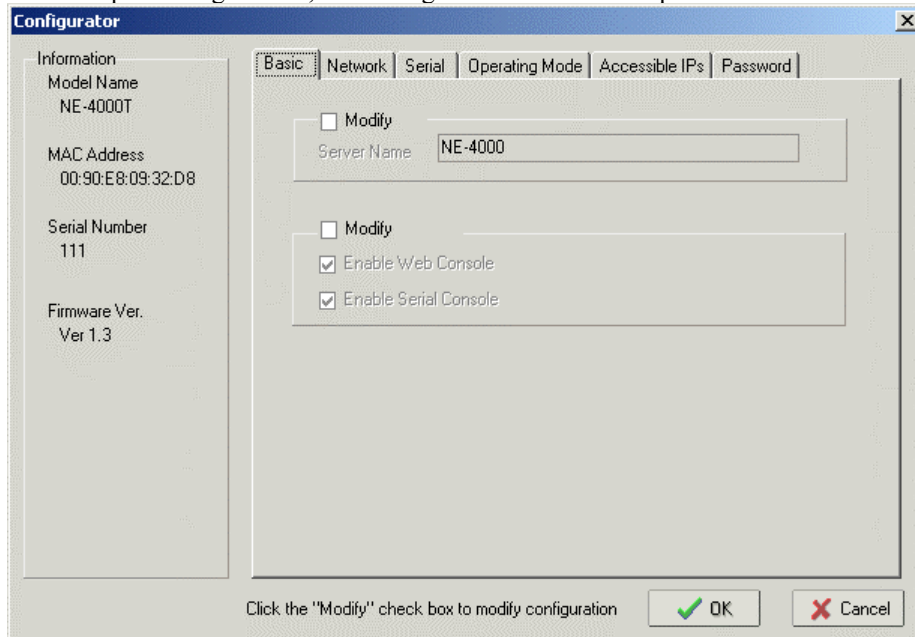 Configurator
Information
Model Name
NE-4000T
MAC Address
00:90:E8:09:32:D8
Serial Number
111
Firmware Ver.
Ver 1.3
Basic Network Serial Operating Mode Accessible IPs Password
Modify
Server Name NE-4000
Modify
Enable Web Console
Enable Serial Console
Click the "Modify" check box to modify configuration OK Cancel